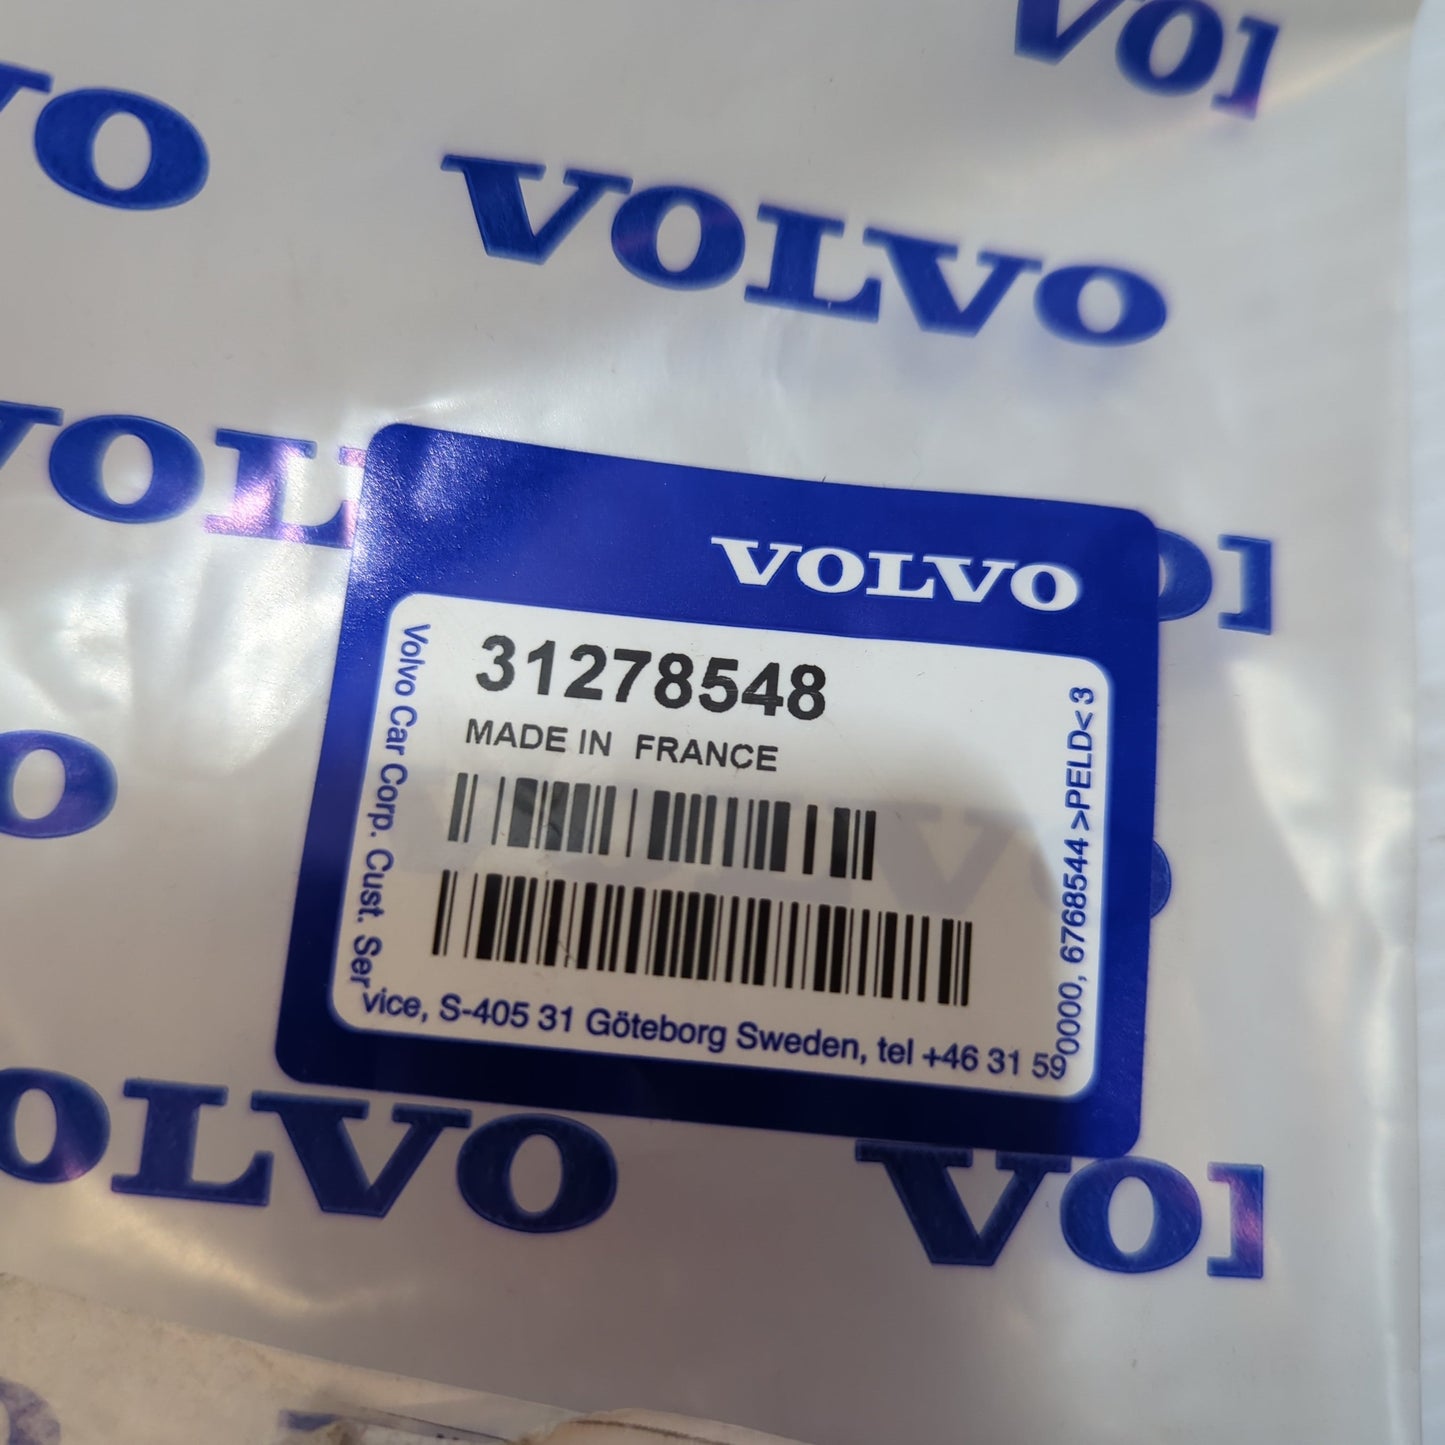 VOLVO
VOLVO
31278548
MADE IN FRANCE
Volvo Car Corp. Cust. Service, S-405 31 Göteborg Sweden, tel +46 31 590000, 6768544 >PELD< 3